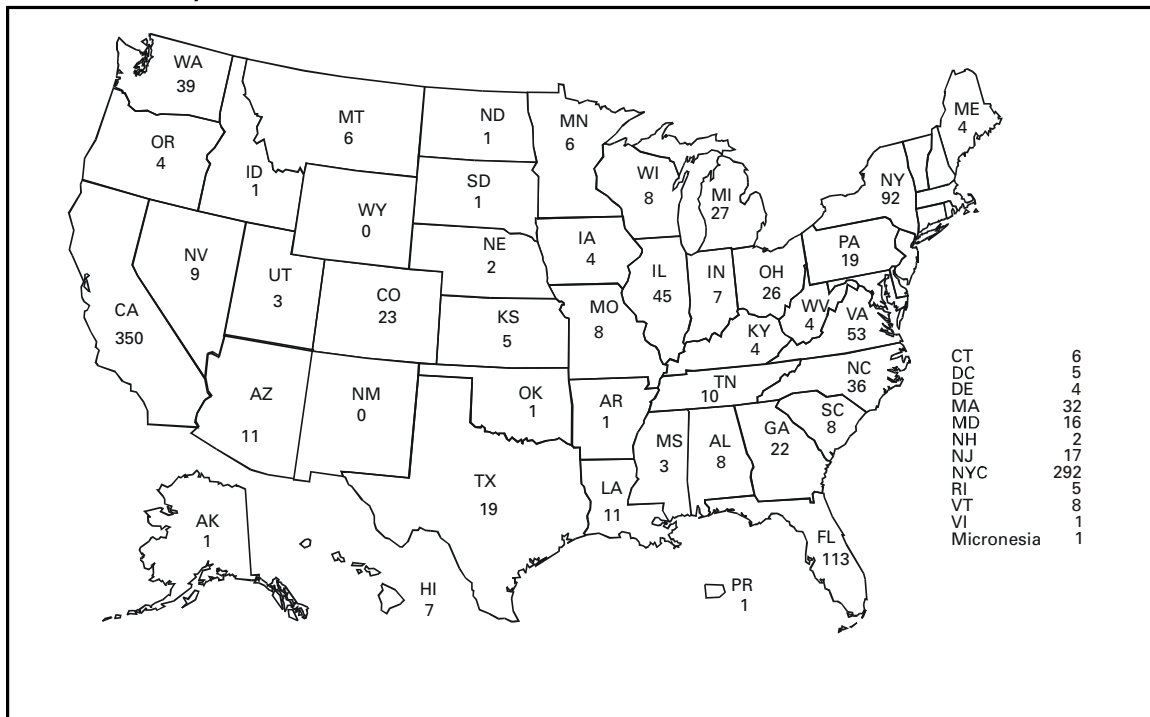 WA
39
OR
4
ID
1
MT
6
ND
1
MN
6
SD
1
WY
0
NE
2
WI
8
MI
27
IA
4
NV
9
UT
3
CO
23
KS
5
MO
8
IL
45
IN
7
OH
26
PA
19
NY
92
ME
4
WV
4
VA
53
KY
4
CA
350
AZ
11
NM
0
OK
1
AR
1
TN
10
NC
36
SC
8
MS
3
AL
8
GA
22
TX
19
LA
11
FL
113
AK
1
HI
7
PR
1
CT 6
DC 5
DE 4
MA 32
MD 16
NH 2
NJ 17
NYC 292
RI 5
VT 8
VI 1
Micronesia 1